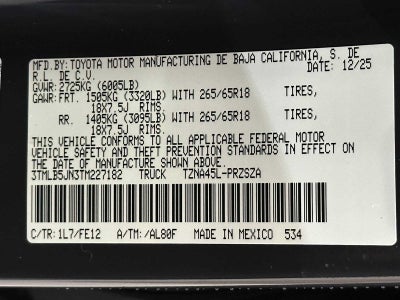 MFD.BY:TOYOTA MOTOR MANUFACTURING DE BAJA CALIFORNIA, S. DE
R.L. DE C.V. DATE: 12/25
GVWR: 2725KG (6005LB)
GAWR:FRT. 1505KG (3320LB) WITH 265/65R18 TIRES,
18X7.5J RIMS.
RR. 1405KG (3095LB) WITH 265/65R18 TIRES,
18X7.5J RIMS.
THIS VEHICLE CONFORMS TO ALL APPLICABLE FEDERAL MOTOR
VEHICLE SAFETY AND THEFT PREVENTION STANDARDS IN EFFECT ON
THE DATE OF MANUFACTURE SHOWN ABOVE.
3TMLB5JN3TM227182 TRUCK TZNA45L-PRZSZA
C/TR: 1L7/FE12 A/TM: /AL80F MADE IN MEXICO 534